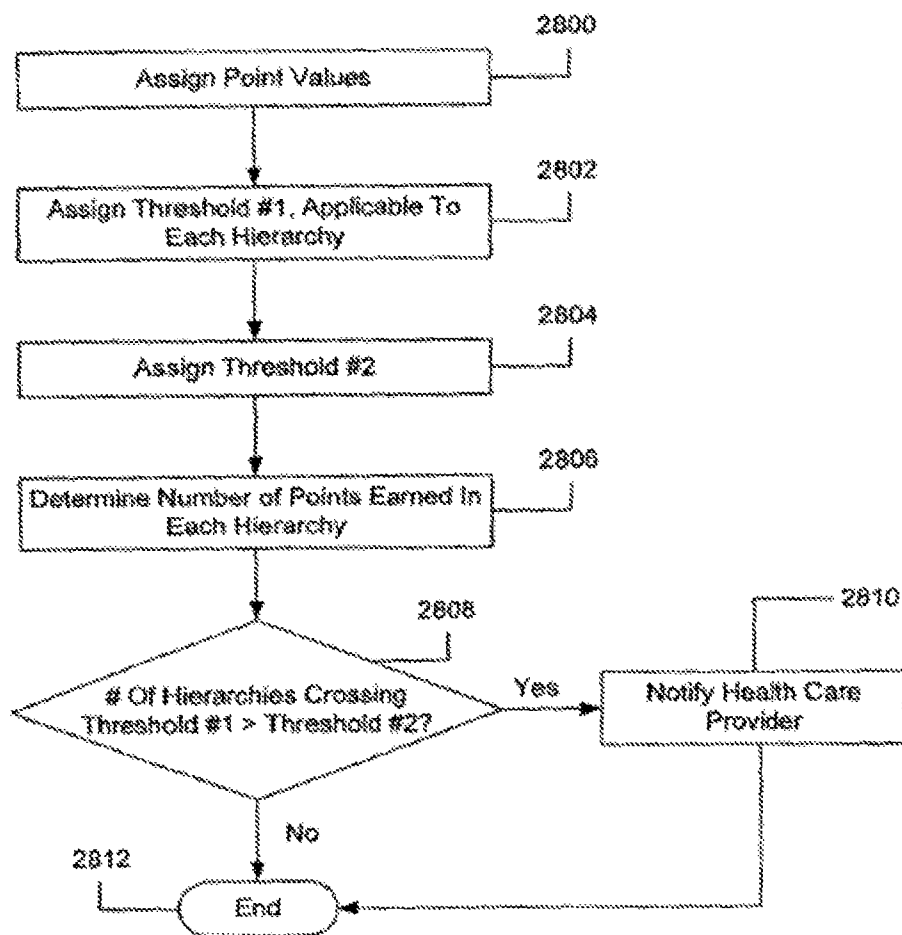 2800
Assign Point Values
2802
Assign Threshold #1, Applicable To
Each Hierarchy
2804
Assign Threshold #2
2806
Determine Number of Points Earned In
Each Hierarchy
2808
# Of Hierarchies Crossing
Threshold #1 > Threshold #2?
Yes
2810
Notify Health Care
Provider
No
2812
End